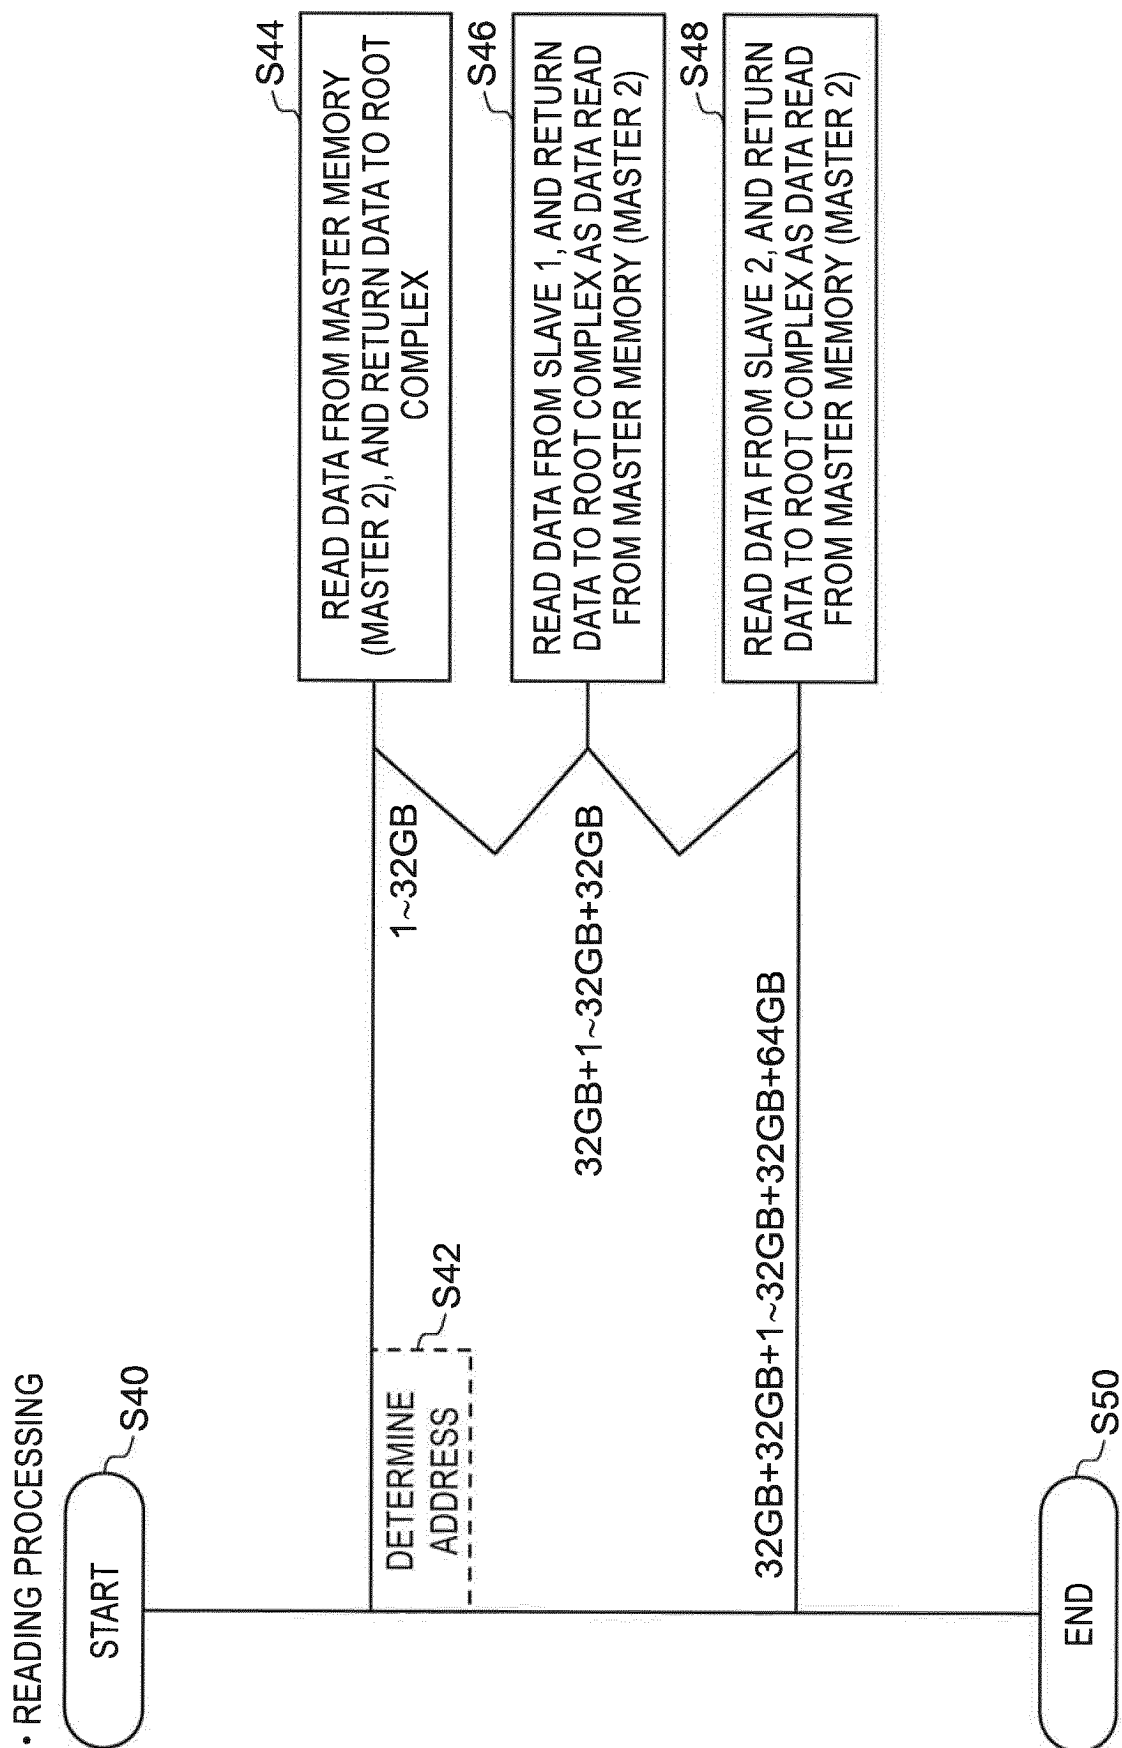 • READING PROCESSING
START
S40
DETERMINE
ADDRESS
S42
1~32GB
S44
READ DATA FROM MASTER MEMORY
(MASTER 2), AND RETURN DATA TO ROOT
COMPLEX
32GB+1~32GB+32GB
S46
READ DATA FROM SLAVE 1, AND RETURN
DATA TO ROOT COMPLEX AS DATA READ
FROM MASTER MEMORY (MASTER 2)
32GB+32GB+1~32GB+32GB+64GB
S48
READ DATA FROM SLAVE 2, AND RETURN
DATA TO ROOT COMPLEX AS DATA READ
FROM MASTER MEMORY (MASTER 2)
END
S50